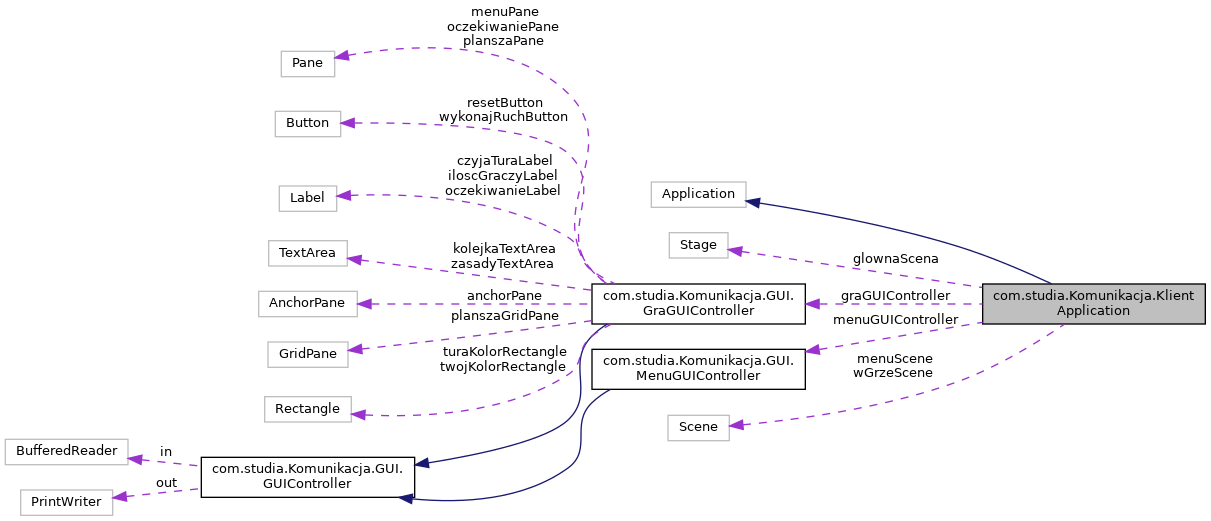 menuPane
oczekiwaniePane
planszaPane
Pane
resetButton
wykonajRuchButton
Button
czyjaTuraLabel
iloscGraczyLabel
oczekiwanieLabel
Label
Application
Stage
glownaScena
kolejkaTextArea
zasadyTextArea
TextArea
anchorPane
AnchorPane
com.studia.Komunikacja.GUI.
GraGUIController
graGUIController
com.studia.Komunikacja.Klient
Application
planszaGridPane
GridPane
menuGUIController
turaKolorRectangle
twojKolorRectangle
com.studia.Komunikacja.GUI.
MenuGUIController
menuScene
wGrzeScene
Rectangle
Scene
BufferedReader
in
com.studia.Komunikacja.GUI.
GUIController
out
PrintWriter